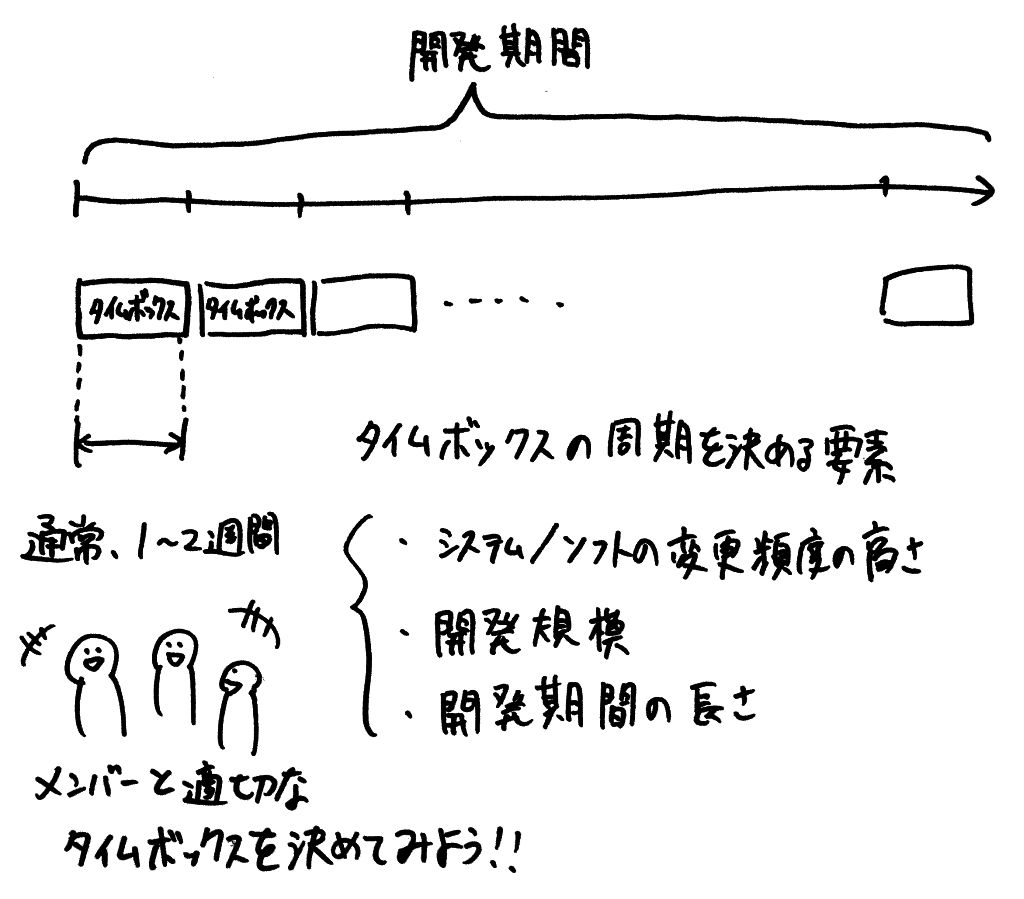 開発期間
タイムボックス タイムボックス
タイムボックスの周期を決める要素
通常、1~2週間
・システム/ソフトの変更頻度の高さ
・開発規模
・開発期間の長さ
メンバーと適切な
タイムボックスを決めてみよう!!